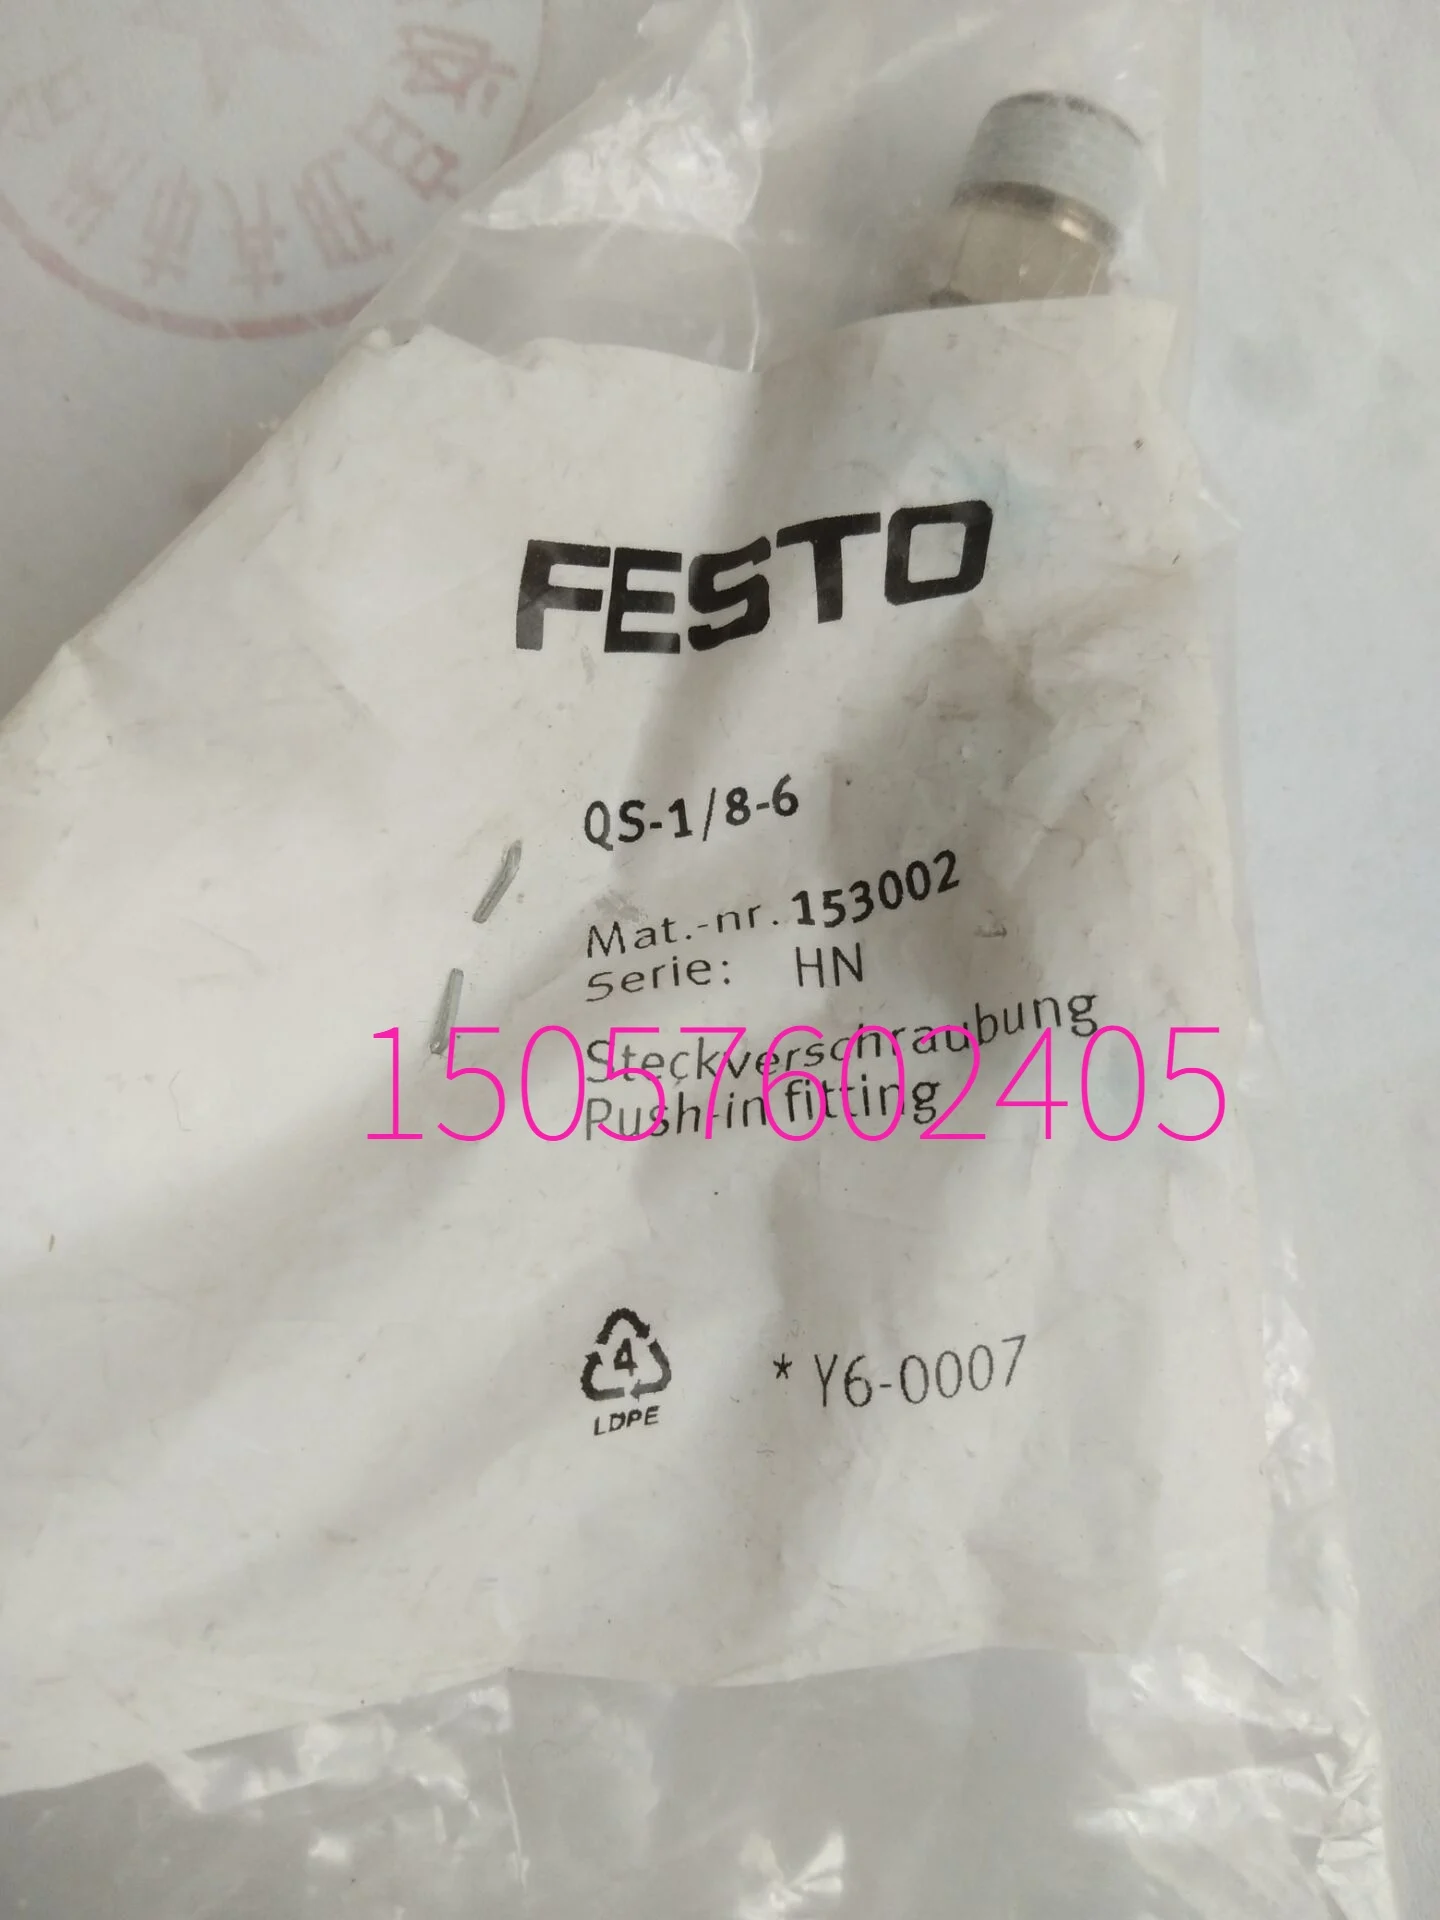 FESTO
QS-1/8-6
Mat.-nr. 153002
Serie: HN
Steckverschraubung
Push-in fitting
15057602405
4
LDPE
* Y6-0007